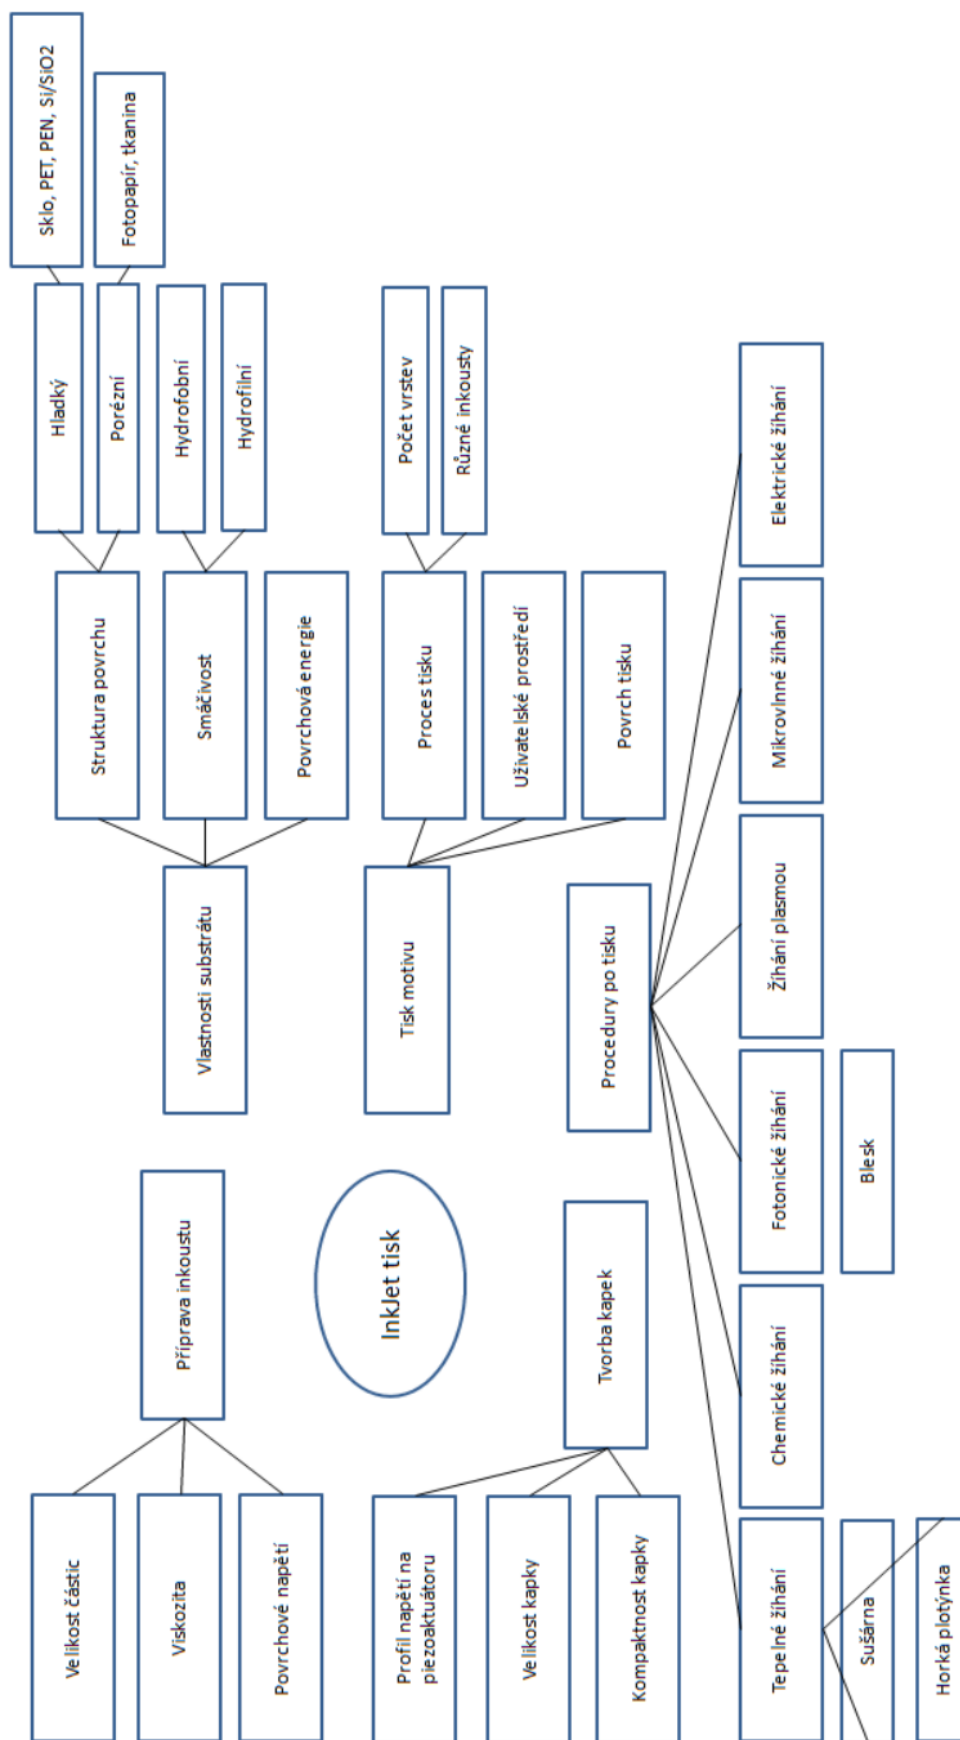 Velikost částic
Viskozita
Povrchové napětí
Příprava inkoustu
Vlastnosti substrátu
Struktura povrchu
Smáčivost
Povrchová energie
Hladký
Porézní
Hydrofobní
Hydrofilní
Sklo, PET, PEN, Si/SiO2
Fotopapír, tkanina
InkJet tisk
Profil napětí na
piezoaktuátoru
Velikost kapky
Kompaktnost kapky
Tvorba kapek
Tisk motivu
Proces tisku
Uživatelské prostředí
Povrch tisku
Počet vrstev
Různé inkousty
Procedury po tisku
Tepelné žíhání
Chemické žíhání
Fotonické žíhání
Žíhání plasmou
Mikrovlnné žíhání
Elektrické žíhání
Sušárna
Blesk
Horká plotýnka